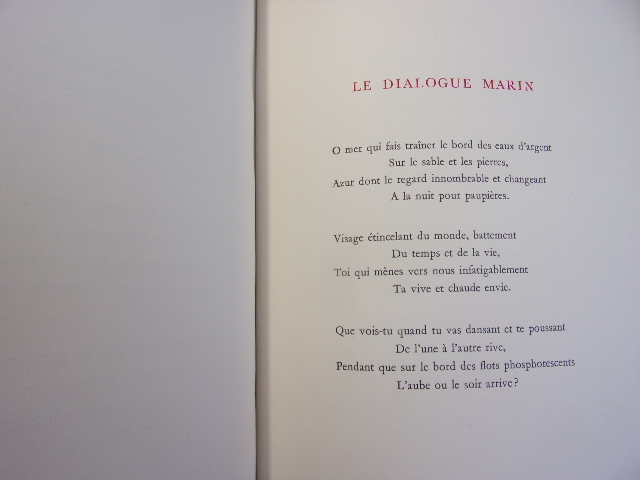 LE DIALOGUE MARIN
O mer qui fais traîner le bord des eaux d'argent
Sur le sable et les pierres,
Azur dont le regard innombrable et changeant
A la nuit pour paupières.
Visage étincelant du monde, battement
Du temps et de la vie,
Toi qui mènes vers nous infatigablement
Ta vive et chaude envie.
Que vois-tu quand tu vas dansant et te poussant
De l'une à l'autre rive,
Pendant que sur le bord des flots phosphorescents
L'aube ou le soir arrive?